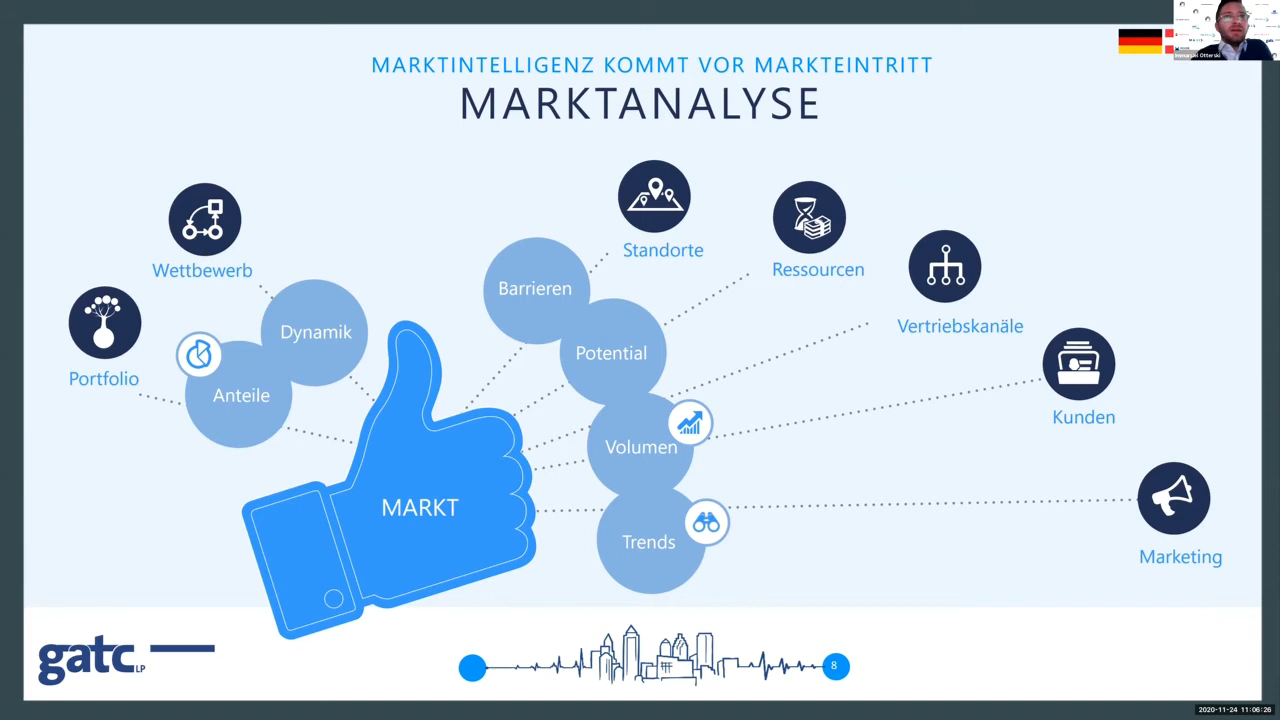 MARKTINTELLIGENZ KOMMT VOR MARKTEINTRITT
MARKTANALYSE
Wettbewerb
Portfolio
Dynamik
Anteile
Barrieren
Potential
Volumen
Trends
MARKT
Standorte
Ressourcen
Vertriebskanäle
Kunden
Marketing
gatc LP
8
2020-11-24 11:06:26